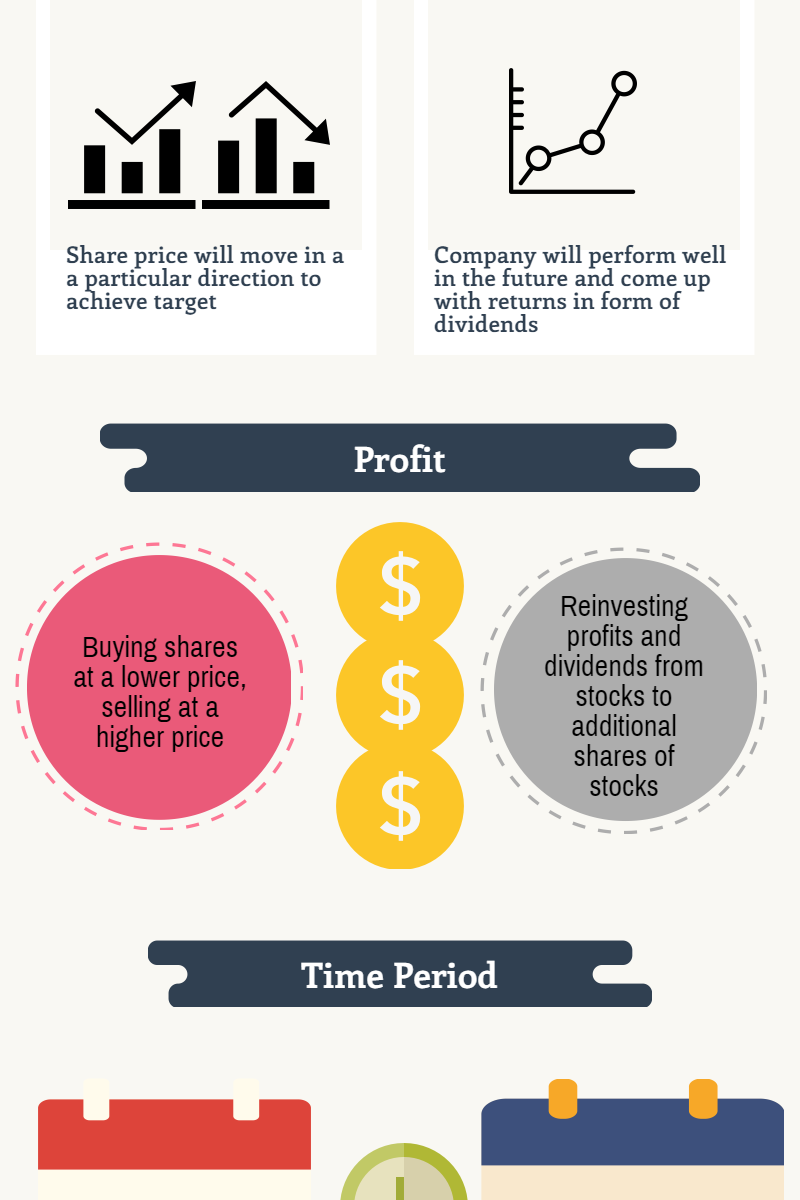 Share price will move in a
a particular direction to
achieve target
Company will perform well
in the future and come up
with returns in form of
dividends
Profit
Buying shares
at a lower price,
selling at a
higher price
$
$
$
Reinvesting
profits and
dividends from
stocks to
additional
shares of
stocks
Time Period